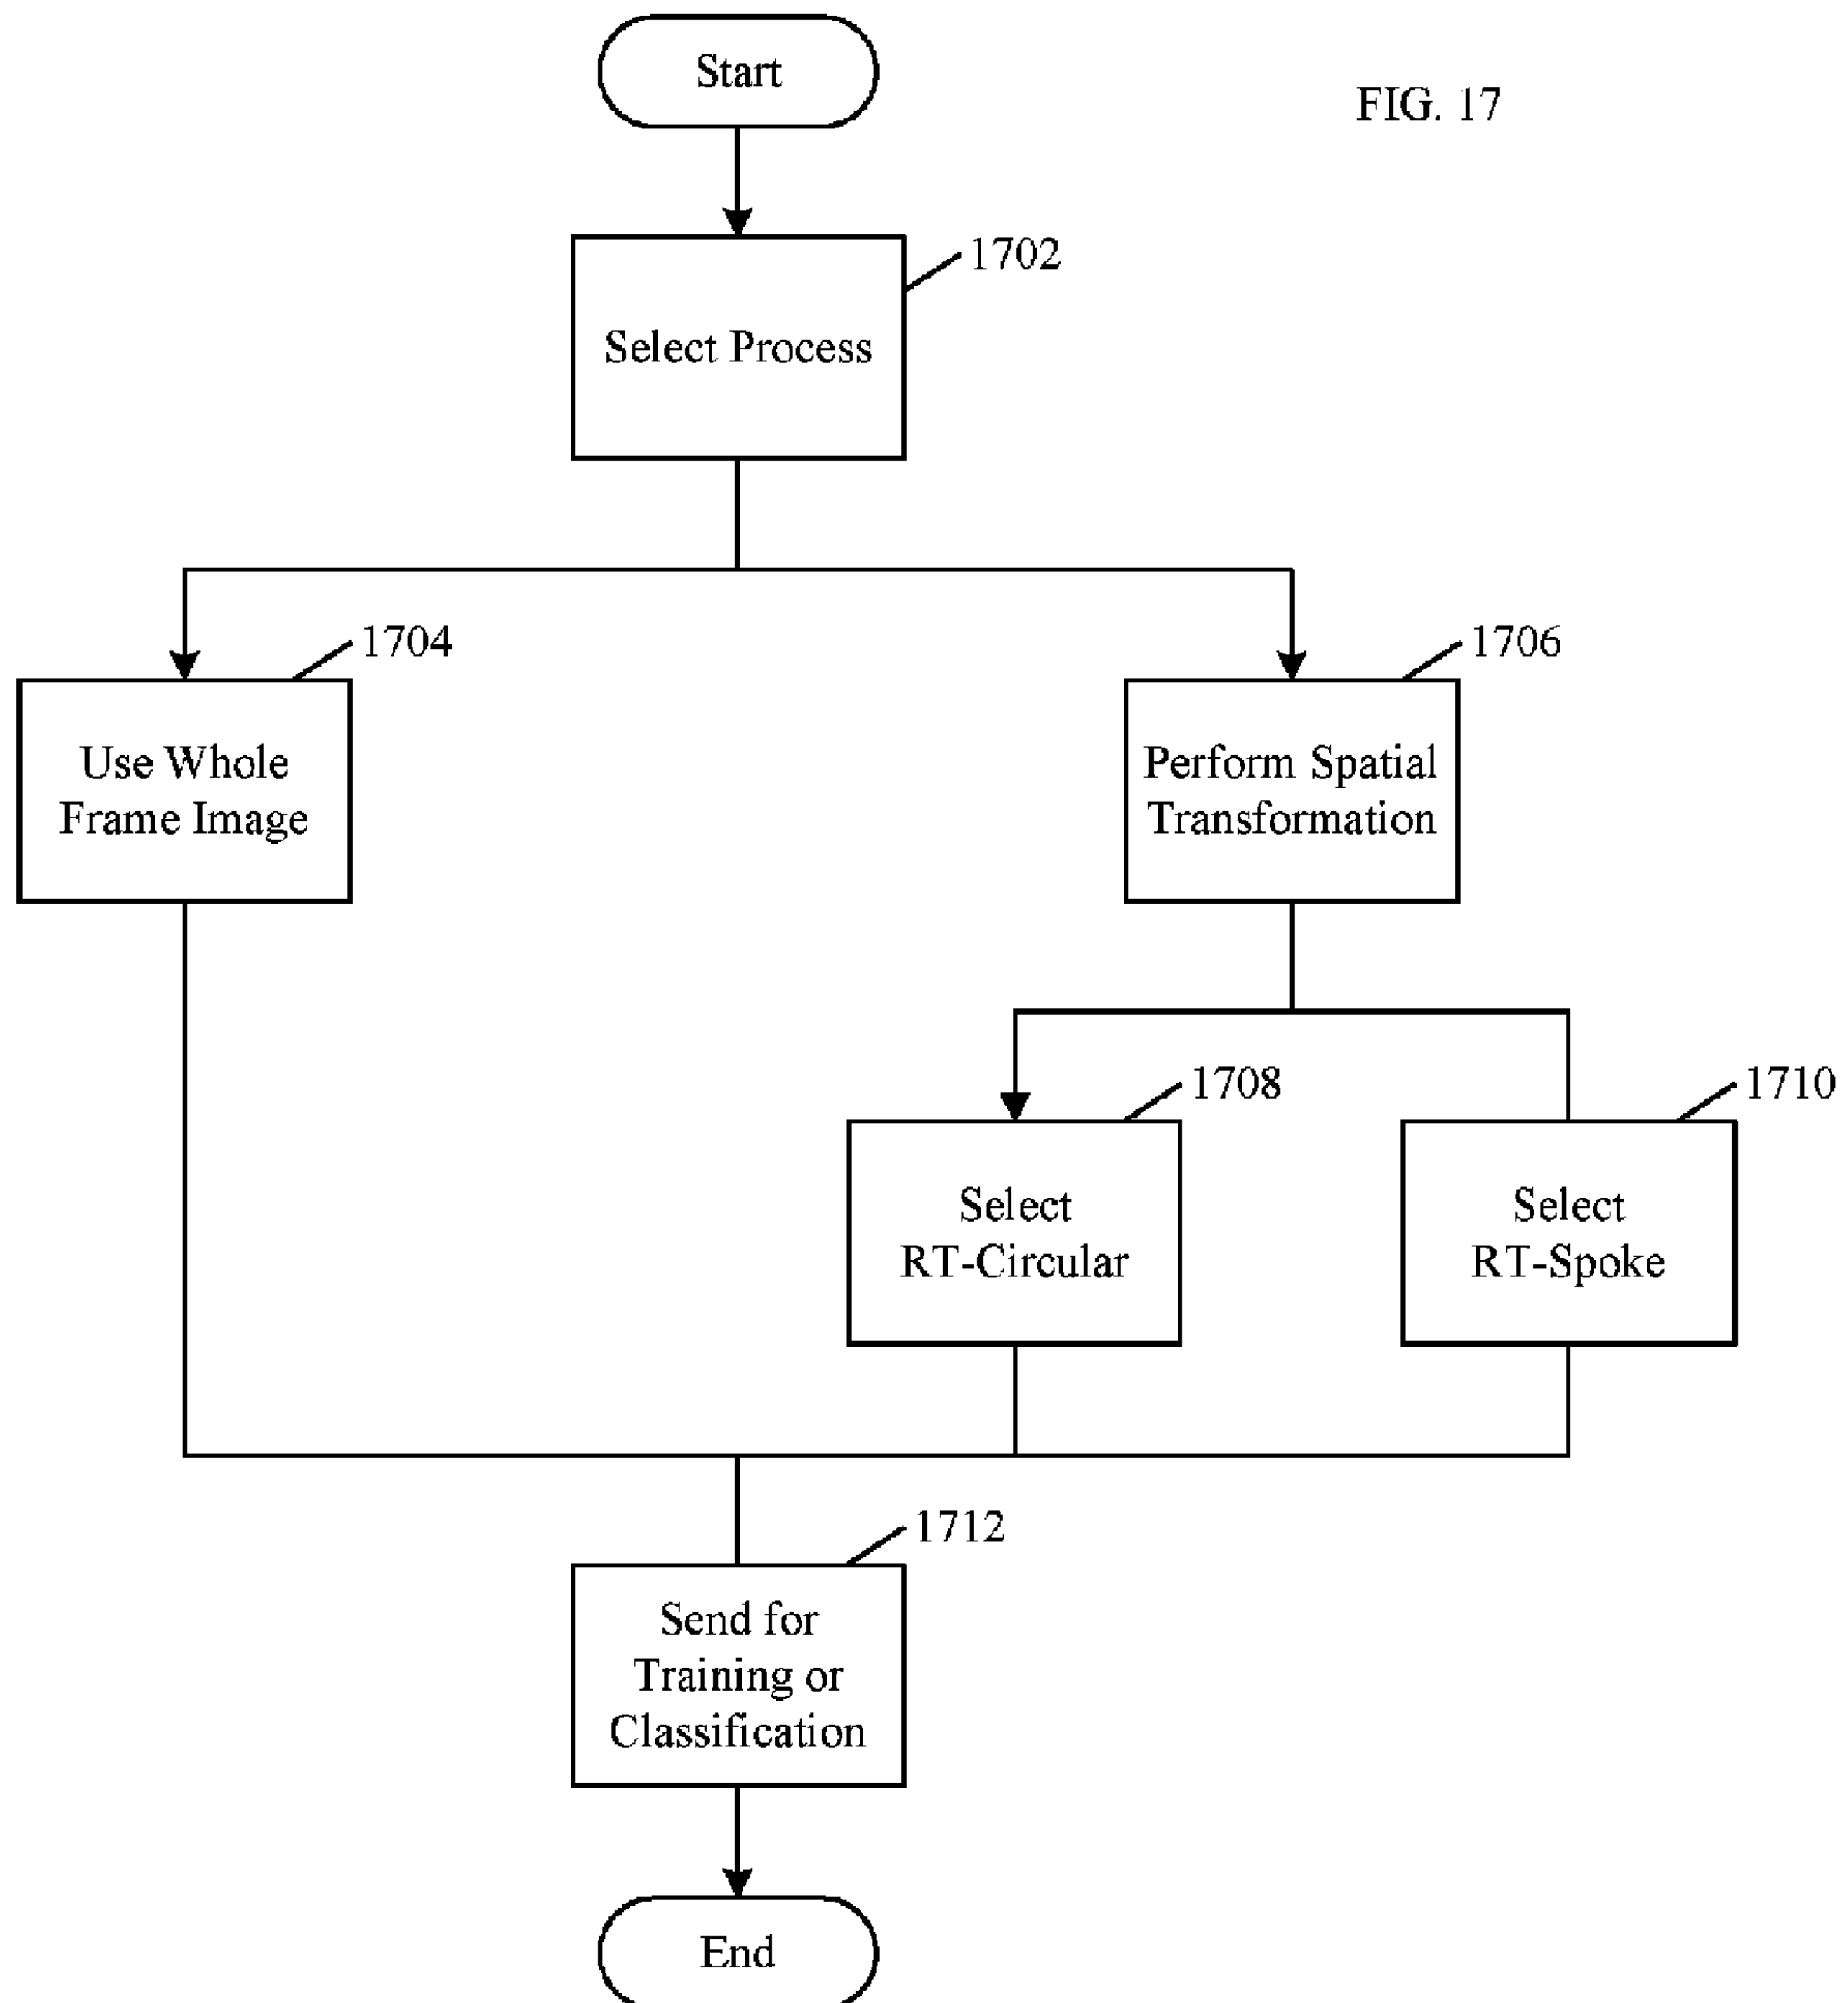 Start
FIG. 17
1702
Select Process
1704
1706
Use Whole
Frame Image
Perform Spatial
Transformation
1708
1710
Select
RT-Circular
Select
RT-Spoke
1712
Send for
Training or
Classification
End